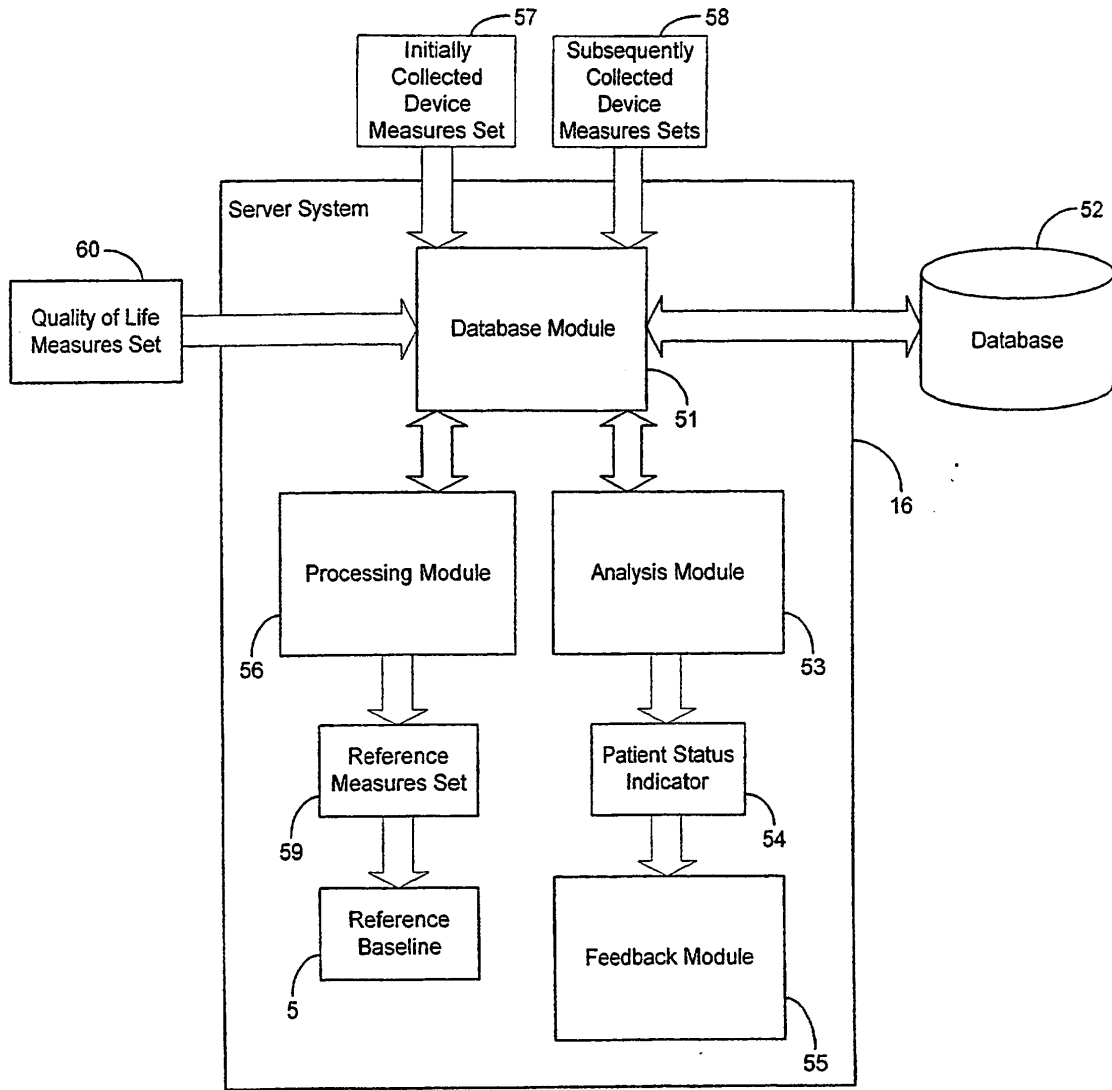 57
58
Initially
Collected
Device
Measures Set
Subsequently
Collected
Device
Measures Sets
Server System
60
52
Quality of Life
Measures Set
Database Module
Database
51
16
Processing Module
Analysis Module
56
53
Reference
Measures Set
Patient Status
Indicator
59
54
Reference
Baseline
Feedback Module
5
55